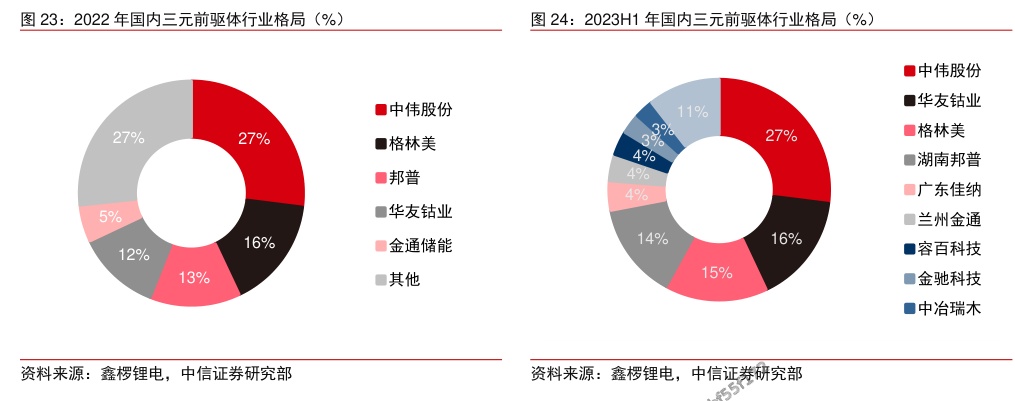 图 23：2022 年国内三元前驱体行业格局（%）
27%
16%
13%
12%
5%
27%
中伟股份
格林美
邦普
华友钴业
金通储能
其他
资料来源：鑫椤锂电，中信证券研究部
图 24：2023H1 年国内三元前驱体行业格局（%）
27%
16%
15%
14%
4%
4%
4%
3%
3%
11%
中伟股份
华友钴业
格林美
湖南邦普
广东佳纳
兰州金通
容百科技
金驰科技
中冶瑞木
资料来源：鑫椤锂电，中信证券研究部